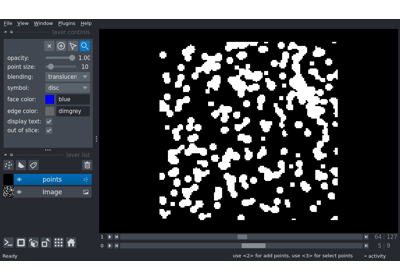 File View Window Plugins Help
layer controls
opacity: 1.00
point size: 10
blending: translucen
symbol: disc
face color: blue
edge color: dimgrey
display text:
out of slice:
layer list
points
Image
1 64 127
0 5 9
Ready use <2> for add points, use <3> for select points activity